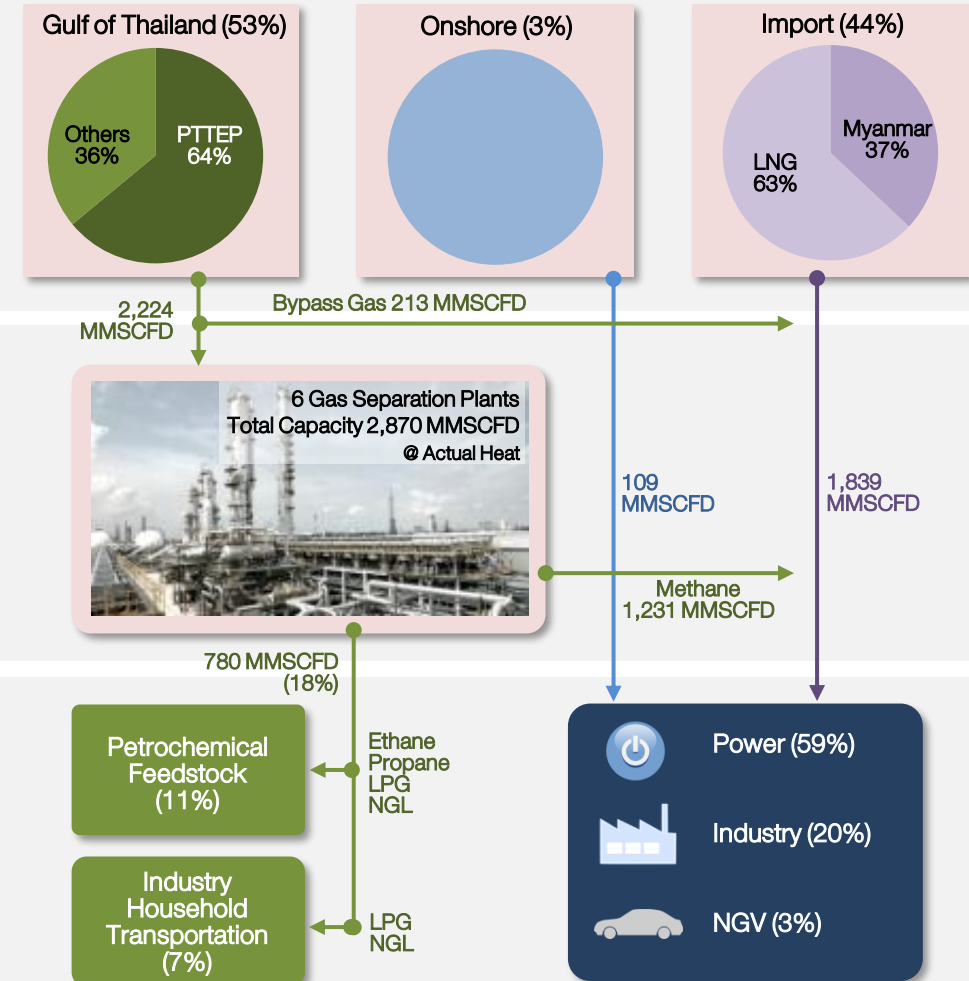 Gulf of Thailand (53%)
Onshore (3%)
Import (44%)
Others
36%
PTTEP
64%
LNG
63%
Myanmar
37%
2,224
MMSCFD
Bypass Gas 213 MMSCFD
6 Gas Separation Plants
Total Capacity 2,870 MMSCFD
@ Actual Heat
109
MMSCFD
1,839
MMSCFD
Methane
1,231 MMSCFD
780 MMSCFD
(18%)
Petrochemical
Feedstock
(11%)
Ethane
Propane
LPG
NGL
Industry
Household
Transportation
(7%)
LPG
NGL
Power (59%)
Industry (20%)
NGV (3%)